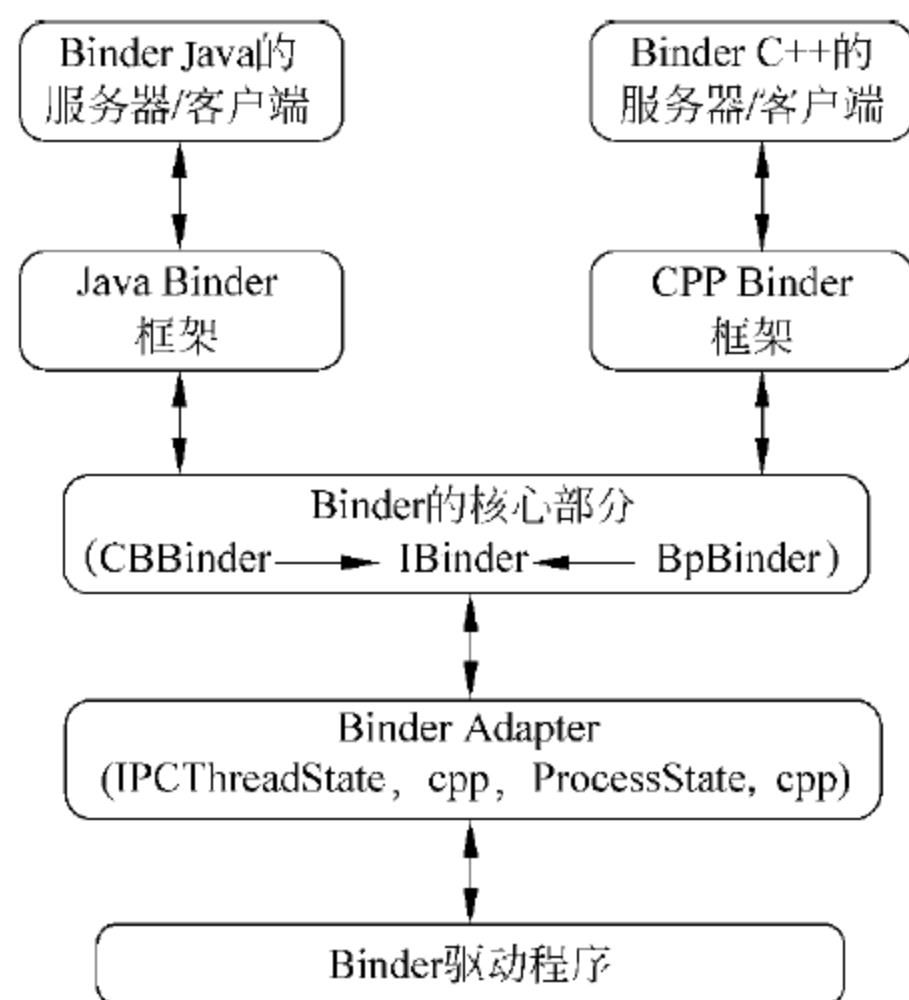 Binder Java的
服务器/客户端
Binder C++的
服务器/客户端
Java Binder
框架
CPP Binder
框架
Binder的核心部分
(CBBinder IBinder BpBinder)
Binder Adapter
(IPCThreadState, cpp, ProcessState, cpp)
Binder驱动程序